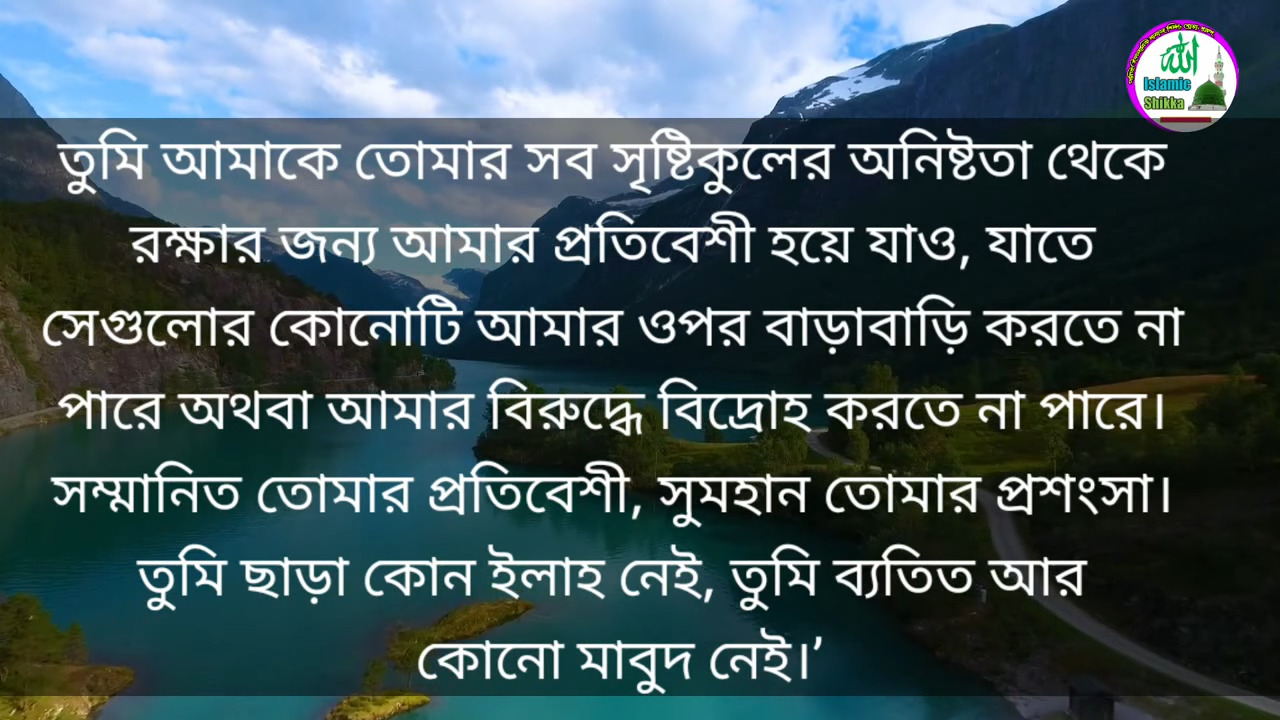 الله
Islamic
Shikka
তুমি আমাকে তোমার সব সৃষ্টিকুলের অনিষ্টতা থেকে
রক্ষার জন্য আমার প্রতিবেশী হয়ে যাও, যাতে
সেগুলোর কোনোটি আমার ওপর বাড়াবাড়ি করতে না
পারে অথবা আমার বিরুদ্ধে বিদ্রোহ করতে না পারে।
সম্মানিত তোমার প্রতিবেশী, সুমহান তোমার প্রশংসা।
তুমি ছাড়া কোন ইলাহ নেই, তুমি ব্যতিত আর
কোনো মাবুদ নেই।’